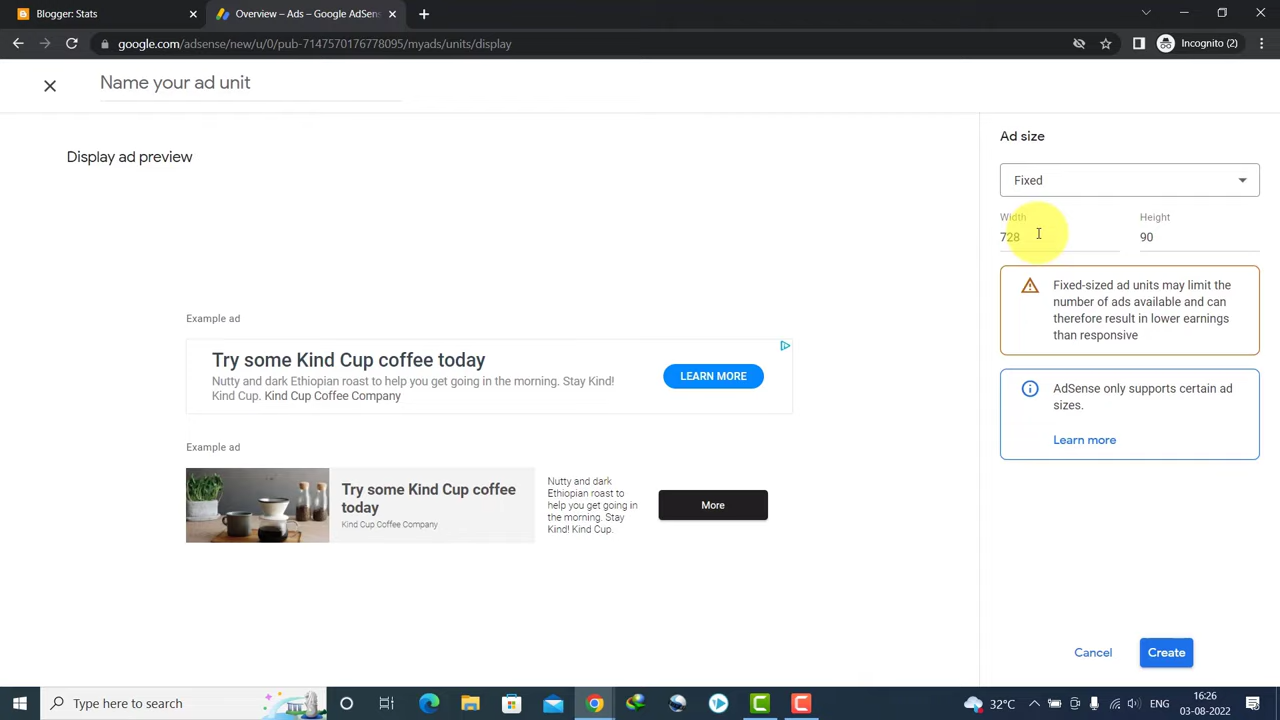 Blogger: Stats
Overview – Ads – Google AdSen
google.com/adsense/new/u/0/pub-7147570176778095/myads/units/display
Incognito (2)
Name your ad unit
Display ad preview
Ad size
Fixed
Width
Height
728
90
Fixed-sized ad units may limit the
number of ads available and can
therefore result in lower earnings
than responsive
AdSense only supports certain ad
sizes.
Learn more
Example ad
Try some Kind Cup coffee today
Nutty and dark Ethiopian roast to help you get going in the morning. Stay Kind!
Kind Cup. Kind Cup Coffee Company
LEARN MORE
Example ad
Try some Kind Cup coffee
today
Kind Cup Coffee Company
Nutty and dark
Ethiopian roast to
help you get going in
the morning. Stay
Kind! Kind Cup.
More
Cancel
Create
Type here to search
32°C
ENG
16:26
03-08-2022